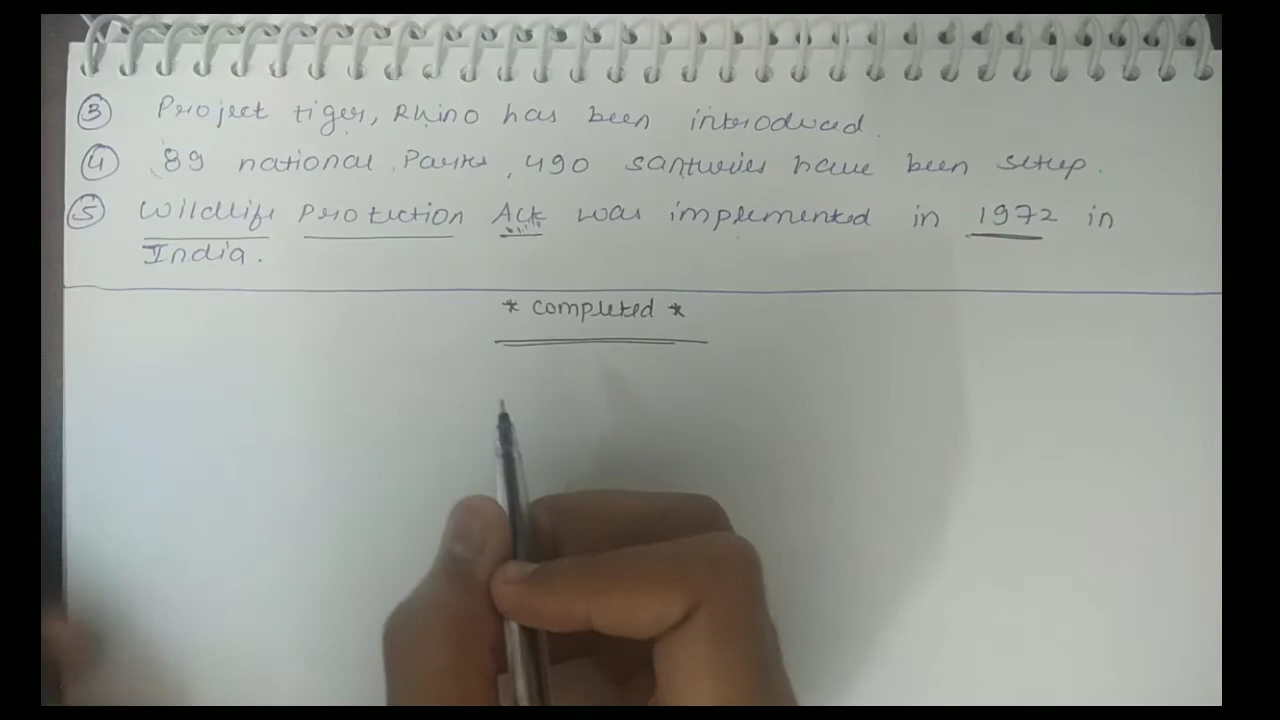 ③ Project tiger, Rhino has been introduced.
④ 89 national Parks, 490 santuries have been setup.
⑤ Wildlife Protection Act was implemented in 1972 in
India.
* completed *